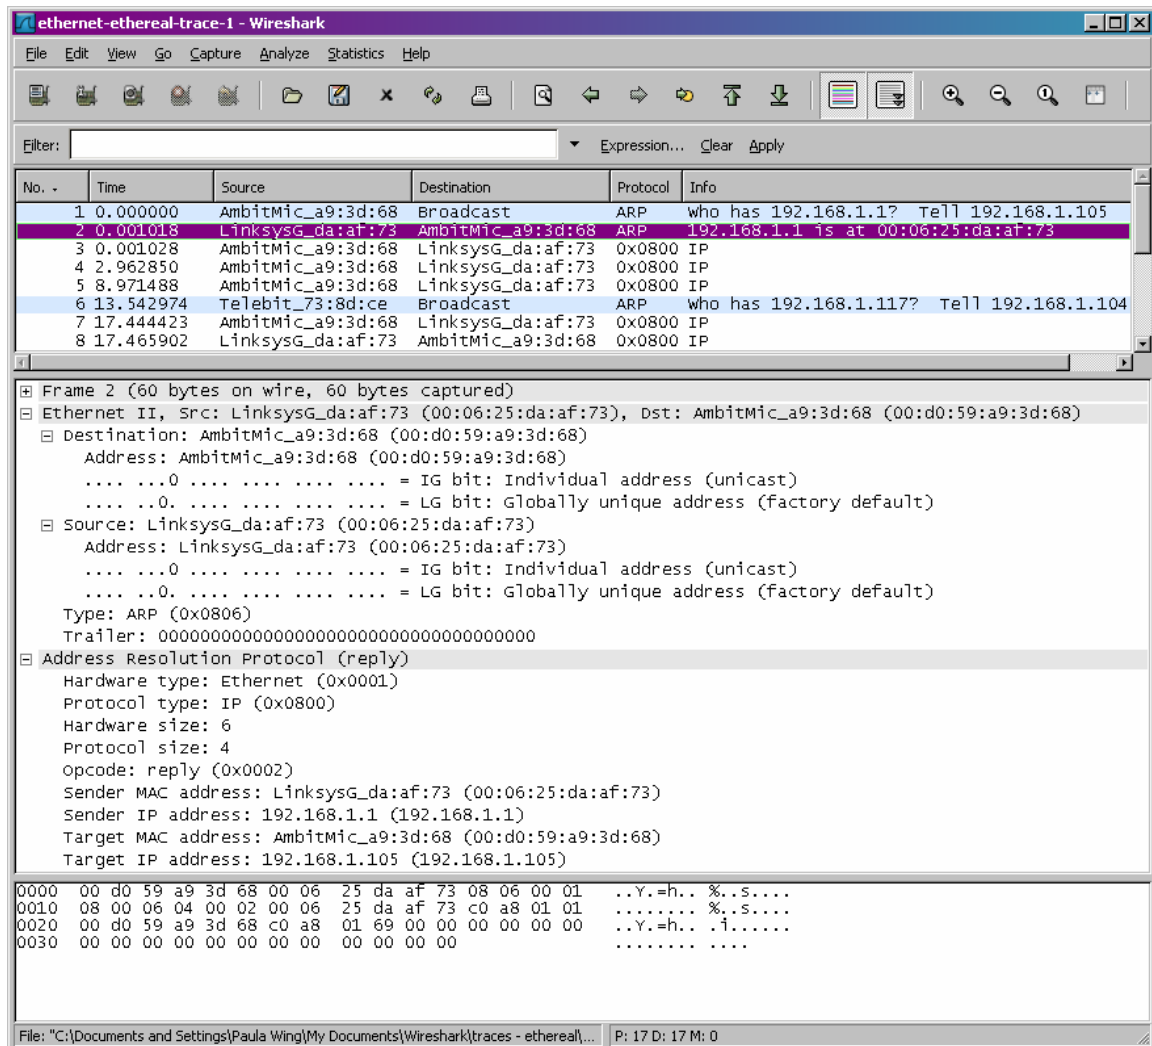 ethernet-ethereal-trace-1 - Wireshark
File Edit View Go Capture Analyze Statistics Help
Filter: Expression... Clear Apply
No. Time Source Destination Protocol Info
1 0.000000 AmbitMic_a9:3d:68 Broadcast ARP who has 192.168.1.1? Tell 192.168.1.105
2 0.001018 LinksysG_da:af:73 AmbitMic_a9:3d:68 ARP 192.168.1.1 is at 00:06:25:da:af:73
3 0.001028 AmbitMic_a9:3d:68 LinksysG_da:af:73 0x0800 IP
4 2.962850 AmbitMic_a9:3d:68 LinksysG_da:af:73 0x0800 IP
5 8.971488 AmbitMic_a9:3d:68 LinksysG_da:af:73 0x0800 IP
6 13.542974 Telebit_73:8d:ce Broadcast ARP who has 192.168.1.117? Tell 192.168.1.104
7 17.444423 AmbitMic_a9:3d:68 LinksysG_da:af:73 0x0800 IP
8 17.465902 LinksysG_da:af:73 AmbitMic_a9:3d:68 0x0800 IP
Frame 2 (60 bytes on wire, 60 bytes captured)
Ethernet II, Src: LinksysG_da:af:73 (00:06:25:da:af:73), Dst: AmbitMic_a9:3d:68 (00:d0:59:a9:3d:68)
Destination: AmbitMic_a9:3d:68 (00:d0:59:a9:3d:68)
Address: AmbitMic_a9:3d:68 (00:d0:59:a9:3d:68)
.... ...0 .... .... .... .... = IG bit: Individual address (unicast)
.... ..0. .... .... .... .... = LG bit: Globally unique address (factory default)
Source: LinksysG_da:af:73 (00:06:25:da:af:73)
Address: LinksysG_da:af:73 (00:06:25:da:af:73)
.... ...0 .... .... .... .... = IG bit: Individual address (unicast)
.... ..0. .... .... .... .... = LG bit: Globally unique address (factory default)
Type: ARP (0x0806)
Trailer: 000000000000000000000000000000000000
Address Resolution Protocol (reply)
Hardware type: Ethernet (0x0001)
Protocol type: IP (0x0800)
Hardware size: 6
Protocol size: 4
Opcode: reply (0x0002)
Sender MAC address: LinksysG_da:af:73 (00:06:25:da:af:73)
Sender IP address: 192.168.1.1 (192.168.1.1)
Target MAC address: AmbitMic_a9:3d:68 (00:d0:59:a9:3d:68)
Target IP address: 192.168.1.105 (192.168.1.105)
0000 00 d0 59 a9 3d 68 00 06 25 da af 73 08 06 00 01 ..Y.=h.. %..s....
0010 08 00 06 04 00 02 00 06 25 da af 73 c0 a8 01 01 ........ %..s....
0020 00 d0 59 a9 3d 68 c0 a8 01 69 00 00 00 00 00 00 ..Y.=h.. .i......
0030 00 00 00 00 00 00 00 00 00 00 00 00 ........ ....
File: "C:\Documents and Settings\Paula Wing\My Documents\Wireshark\traces - ethereal\... P: 17 D: 17 M: 0